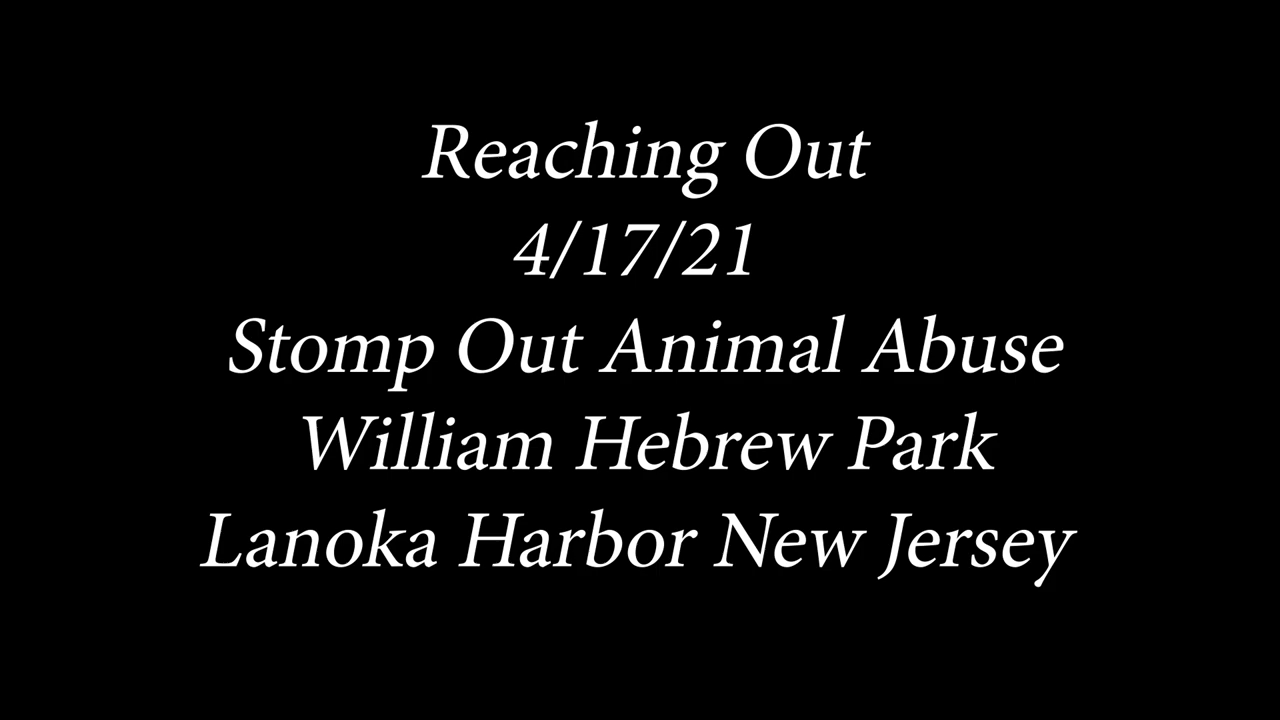 Reaching Out
4/17/21
Stomp Out Animal Abuse
William Hebrew Park
Lanoka Harbor New Jersey